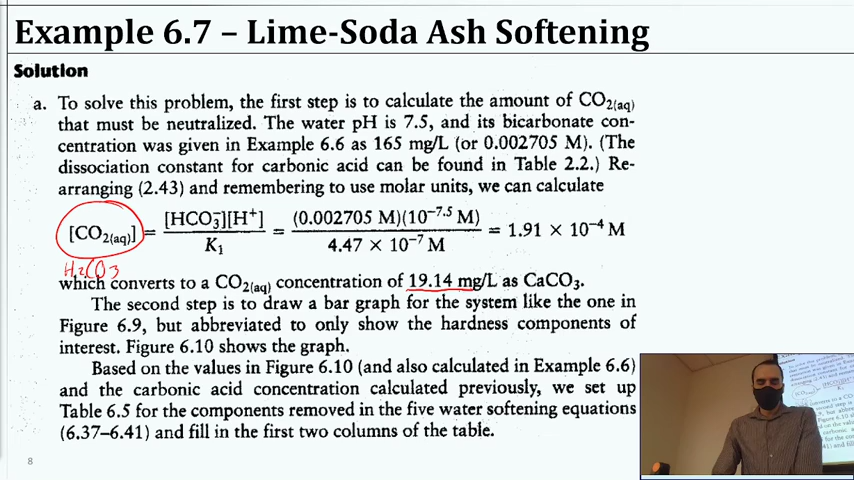 Example 6.7 – Lime-Soda Ash Softening
Solution
a. To solve this problem, the first step is to calculate the amount of CO2(aq)
that must be neutralized. The water pH is 7.5, and its bicarbonate con-
centration was given in Example 6.6 as 165 mg/L (or 0.002705 M). (The
dissociation constant for carbonic acid can be found in Table 2.2.) Re-
arranging (2.43) and remembering to use molar units, we can calculate
[CO2(aq)] = [HCO3-][H+] / K1 = (0.002705 M)(10^-7.5 M) / 4.47 × 10^-7 M = 1.91 × 10^-4 M
H2CO3
which converts to a CO2(aq) concentration of 19.14 mg/L as CaCO3.
The second step is to draw a bar graph for the system like the one in
Figure 6.9, but abbreviated to only show the hardness components of
interest. Figure 6.10 shows the graph.
Based on the values in Figure 6.10 (and also calculated in Example 6.6)
and the carbonic acid concentration calculated previously, we set up
Table 6.5 for the components removed in the five water softening equations
(6.37–6.41) and fill in the first two columns of the table.
8